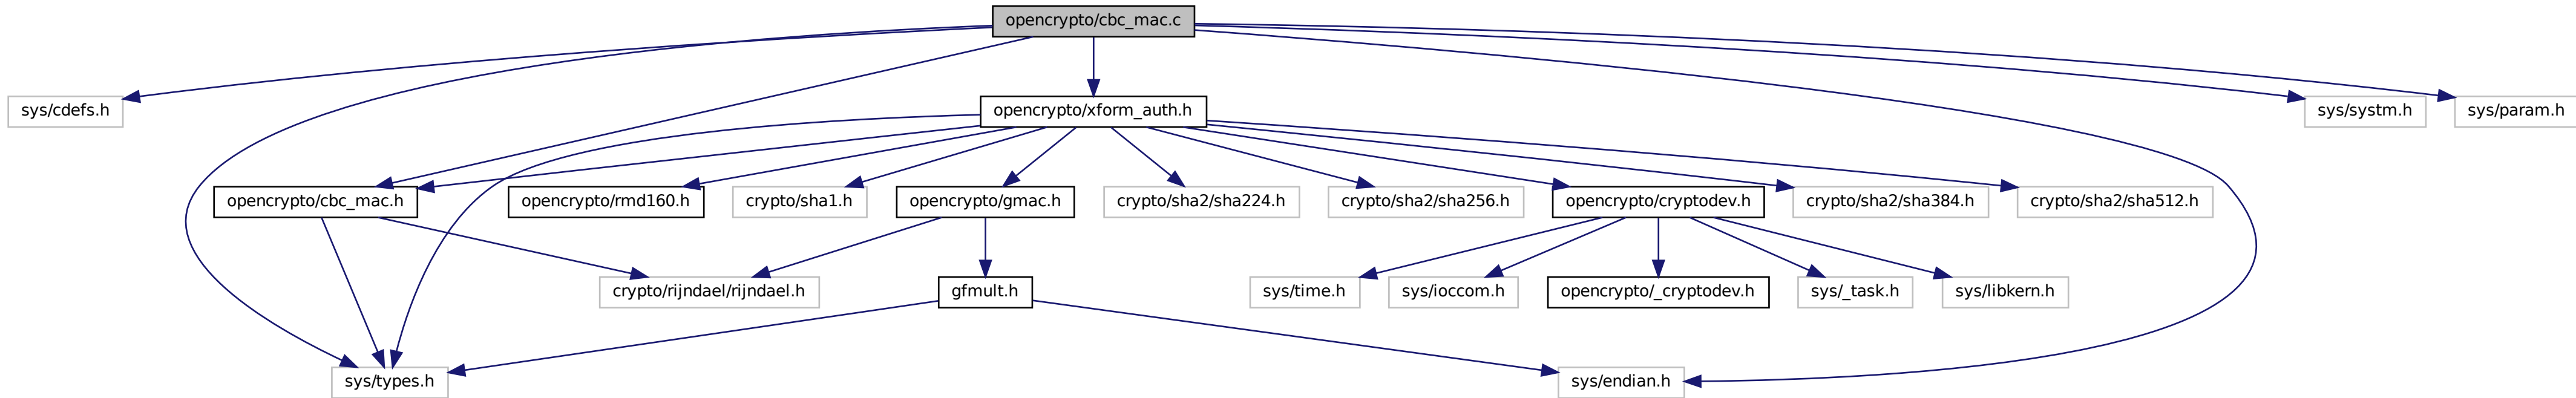 opencrypto/cbc_mac.c
sys/cdefs.h
opencrypto/xform_auth.h
sys/systm.h
sys/param.h
opencrypto/cbc_mac.h
opencrypto/rmd160.h
crypto/sha1.h
opencrypto/gmac.h
crypto/sha2/sha224.h
crypto/sha2/sha256.h
opencrypto/cryptodev.h
crypto/sha2/sha384.h
crypto/sha2/sha512.h
crypto/rijndael/rijndael.h
gfmult.h
sys/time.h
sys/ioccom.h
opencrypto/_cryptodev.h
sys/_task.h
sys/libkern.h
sys/types.h
sys/endian.h